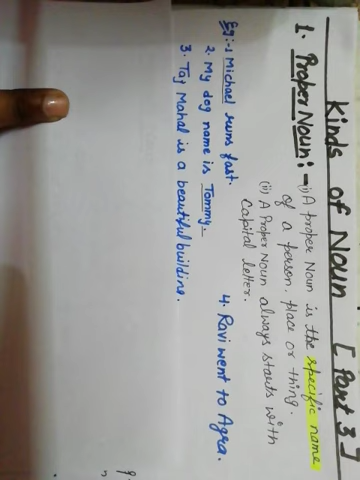 Kinds of Noun [Part 3]
1. Proper Noun:- (i) A proper Noun is the specific name
of a person, place or thing.
(ii) A Proper Noun always starts with
Capital letter.
Eg:-1 Michael runs fast.
2. My dog name is Tommy. 4. Ravi went to Agra.
3. Taj Mahal is a beautiful buildine.